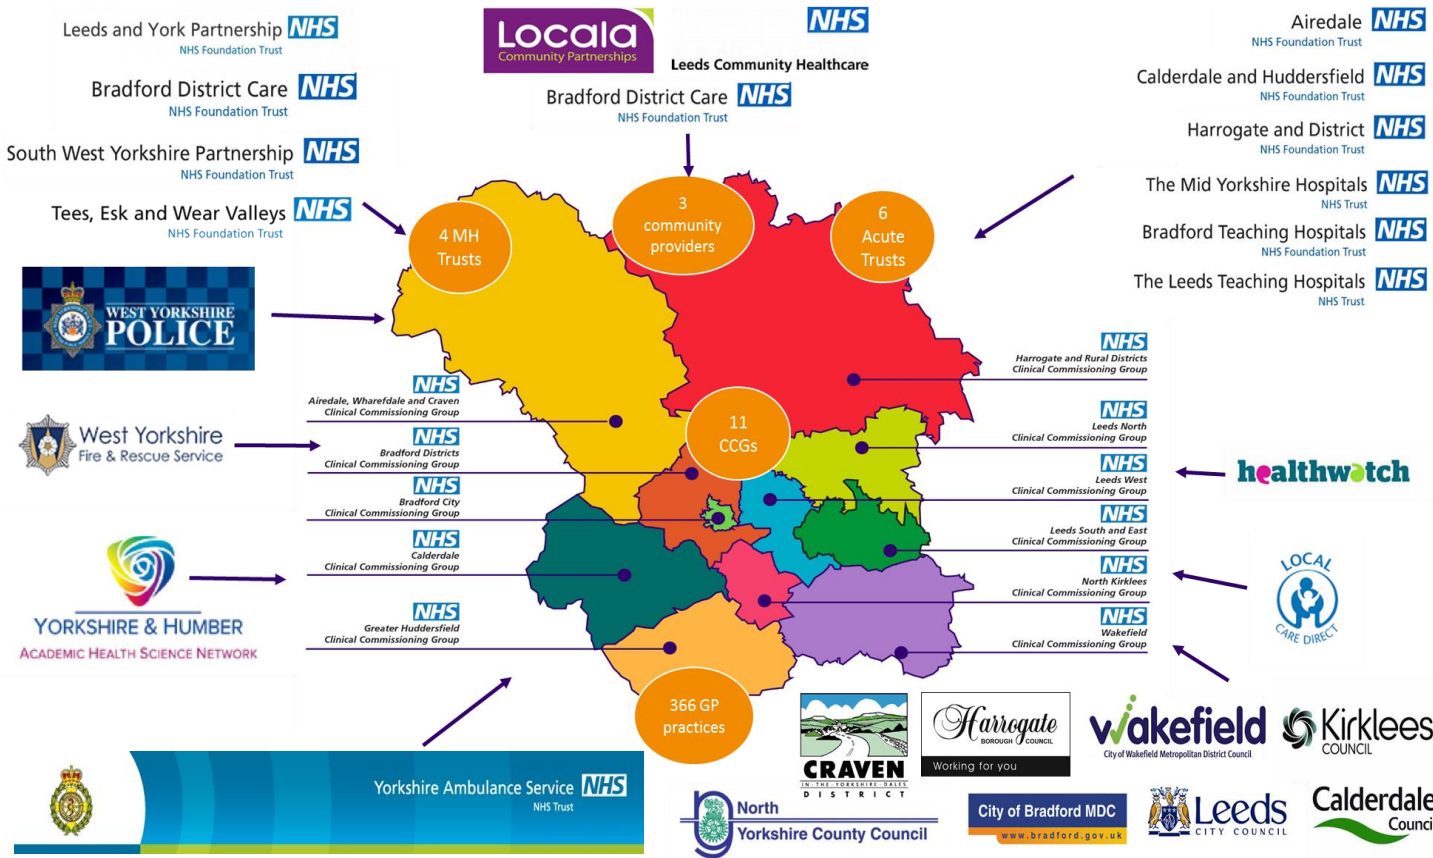 Leeds and York Partnership NHS
NHS Foundation Trust
Bradford District Care NHS
NHS Foundation Trust
South West Yorkshire Partnership NHS
NHS Foundation Trust
Tees, Esk and Wear Valleys NHS
NHS Foundation Trust
Locala
Community Partnerships
NHS
Leeds Community Healthcare
Bradford District Care NHS
NHS Foundation Trust
Airedale NHS
NHS Foundation Trust
Calderdale and Huddersfield NHS
NHS Foundation Trust
Harrogate and District NHS
NHS Foundation Trust
The Mid Yorkshire Hospitals NHS
NHS Trust
Bradford Teaching Hospitals NHS
NHS Foundation Trust
The Leeds Teaching Hospitals NHS
NHS Trust
4 MH
Trusts
3
community
providers
6
Acute
Trusts
11
CCGs
366 GP
practices
WEST YORKSHIRE
POLICE
West Yorkshire
Fire & Rescue Service
YORKSHIRE & HUMBER
ACADEMIC HEALTH SCIENCE NETWORK
NHS
Airedale, Wharefdale and Craven
Clinical Commissioning Group
NHS
Bradford Districts
Clinical Commissioning Group
NHS
Bradford City
Clinical Commissioning Group
NHS
Calderdale
Clinical Commissioning Group
NHS
Greater Huddersfield
Clinical Commissioning Group
NHS
Harrogate and Rural Districts
Clinical Commissioning Group
NHS
Leeds North
Clinical Commissioning Group
NHS
Leeds West
Clinical Commissioning Group
NHS
Leeds South and East
Clinical Commissioning Group
NHS
North Kirklees
Clinical Commissioning Group
NHS
Wakefield
Clinical Commissioning Group
healthwatch
LOCAL
CARE DIRECT
Yorkshire Ambulance Service NHS
NHS Trust
CRAVEN
IN·THE·YORKSHIRE·DALES
DISTRICT
Harrogate
BOROUGH COUNCIL
Working for you
wakefield
City of Wakefield Metropolitan District Council
Kirklees
COUNCIL
North
Yorkshire County Council
City of Bradford MDC
www.bradford.gov.uk
Leeds
CITY COUNCIL
Calderdale
Counci